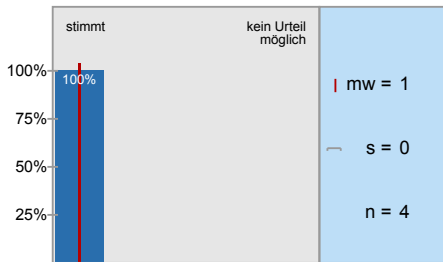 stimmt
kein Urteil
möglich
100%
100%
75%
50%
25%
mw = 1
s = 0
n = 4